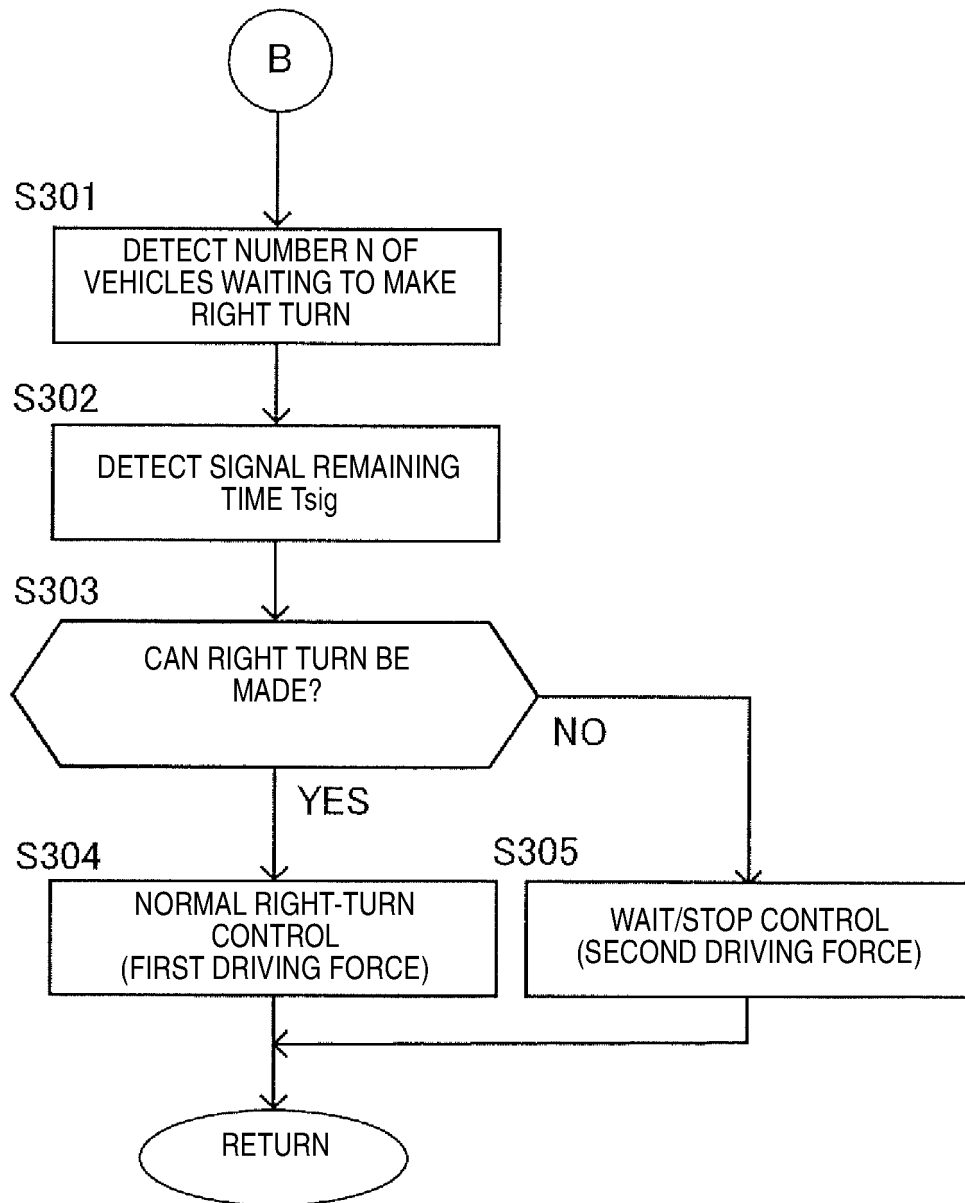 B
S301
DETECT NUMBER N OF
VEHICLES WAITING TO MAKE
RIGHT TURN
S302
DETECT SIGNAL REMAINING
TIME Tsig
S303
CAN RIGHT TURN BE
MADE?
NO
YES
S304
NORMAL RIGHT-TURN
CONTROL
(FIRST DRIVING FORCE)
S305
WAIT/STOP CONTROL
(SECOND DRIVING FORCE)
RETURN